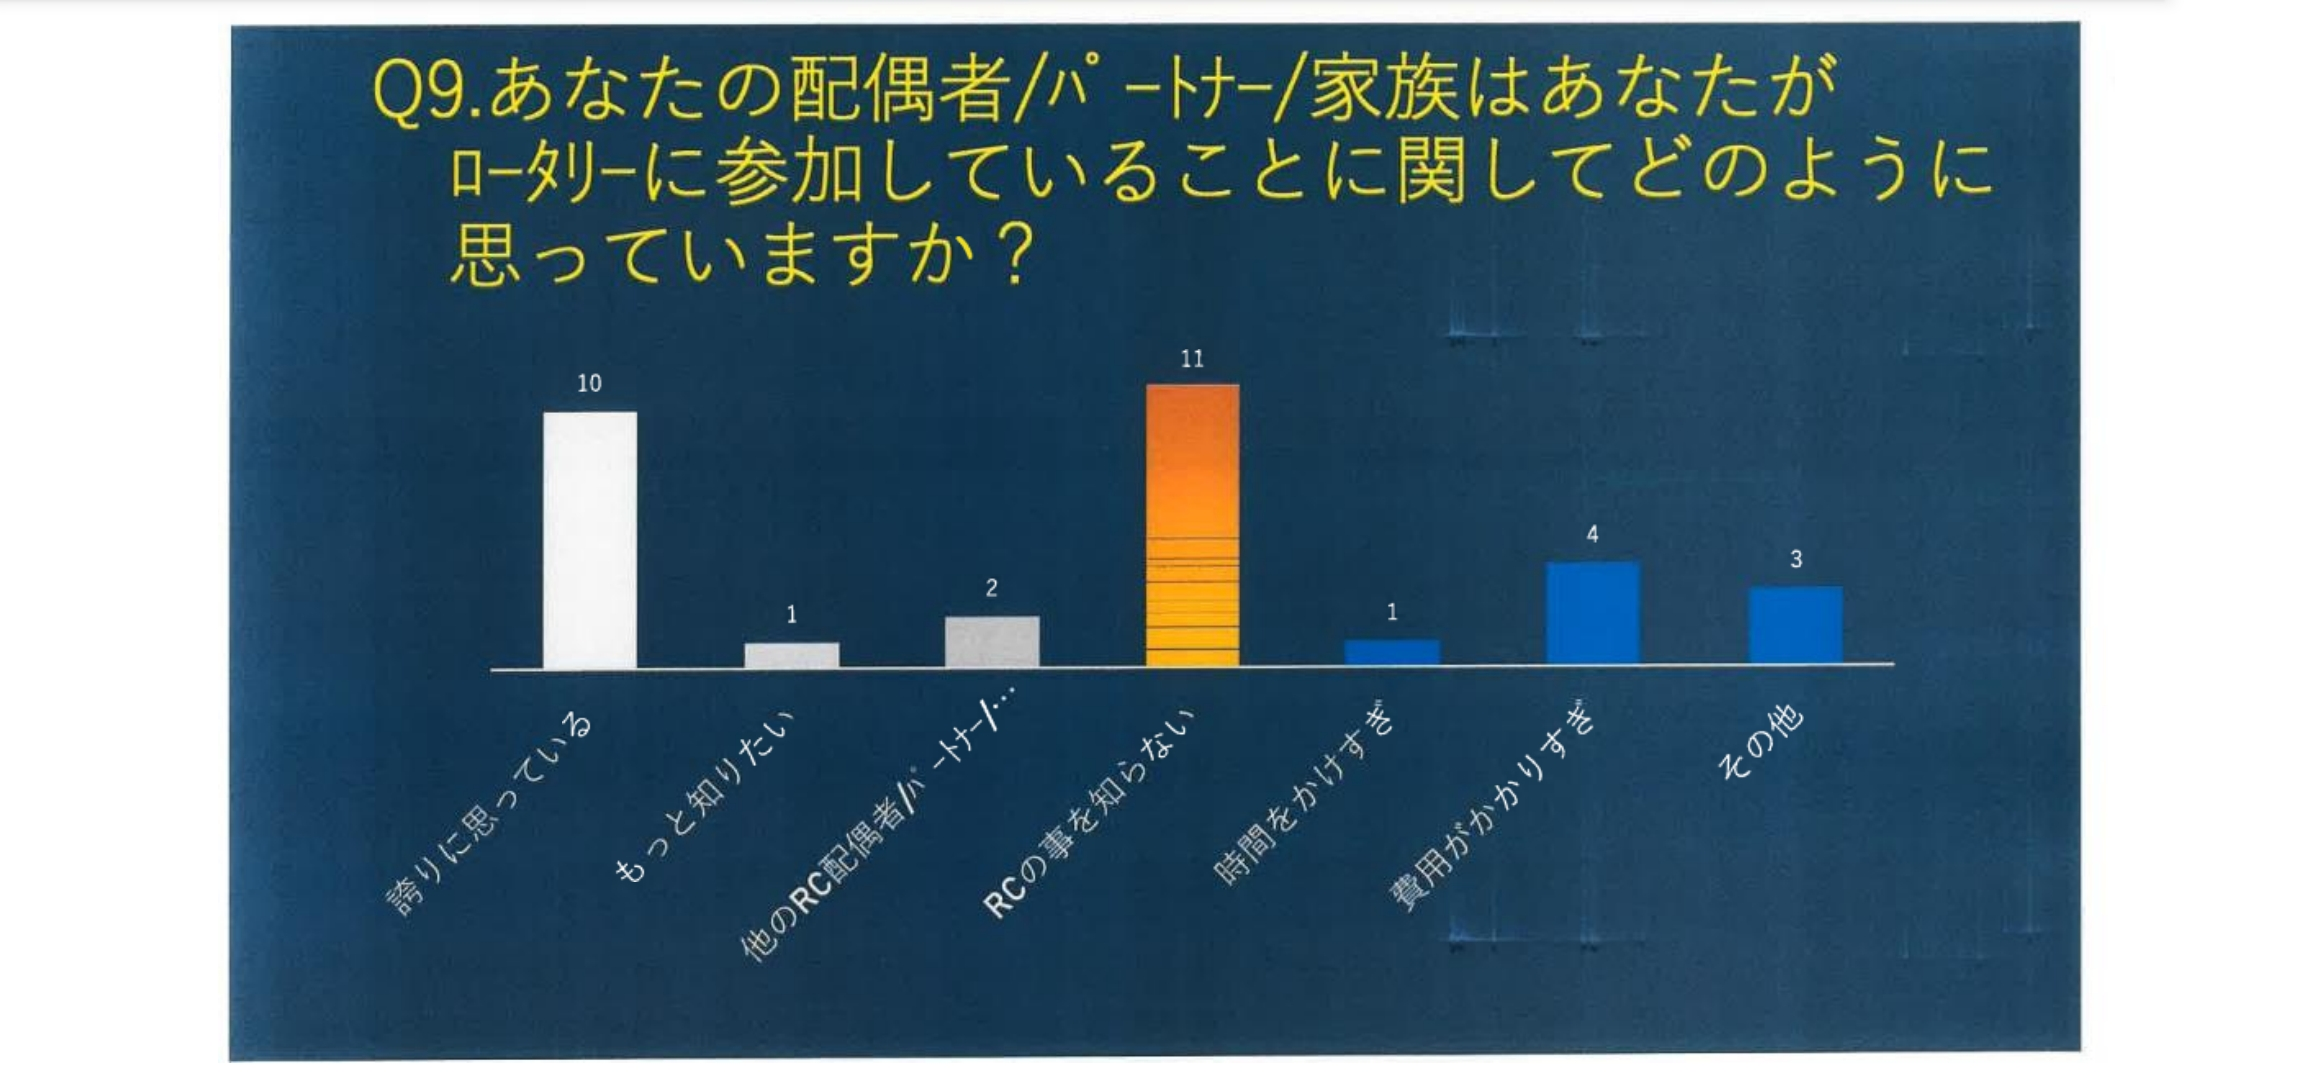 Q9.あなたの配偶者/ﾊﾟｰﾄﾅｰ/家族はあなたが
ﾛｰﾀﾘｰに参加していることに関してどのように
思っていますか？
10
1
2
11
1
4
3
誇りに思っている
もっと知りたい
他のRC配偶者/ﾊﾟｰﾄﾅｰ/…
RCの事を知らない
時間をかけすぎ
費用がかかりすぎ
その他